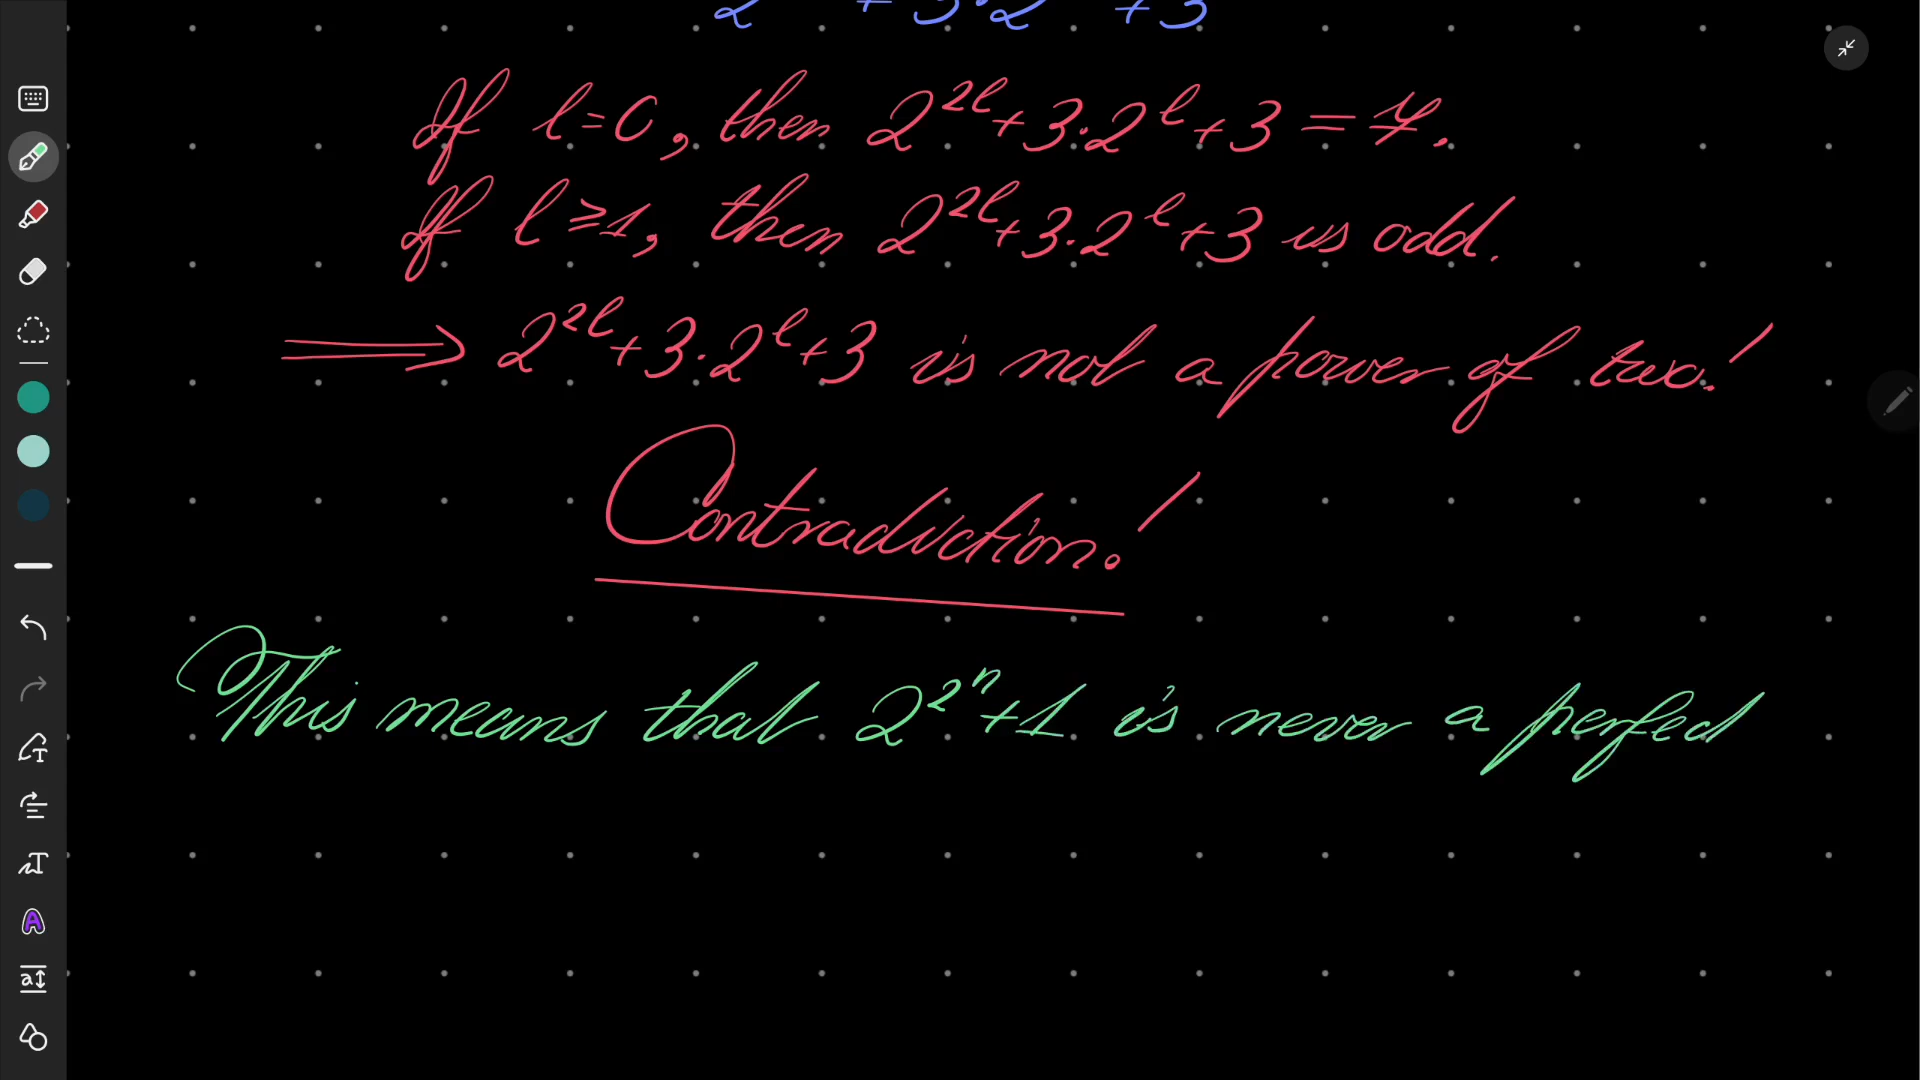 If l=0, then 2^{2l}+3·2^l+3=7.
If l≥1, then 2^{2l}+3·2^l+3 is odd.
⟹ 2^{2l}+3·2^l+3 is not a power of two!
Contradiction!
This means that 2^{2^n}+1 is never a perfect